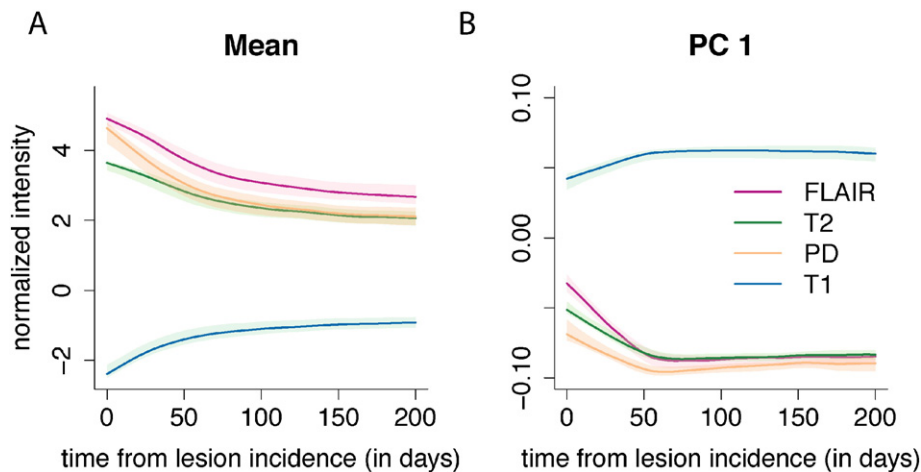 A
Mean
normalized intensity
4
2
0
−2
0 50 100 150 200
time from lesion incidence (in days)
B
PC 1
0.10
0.00
−0.10
FLAIR
T2
PD
T1
0 50 100 150 200
time from lesion incidence (in days)